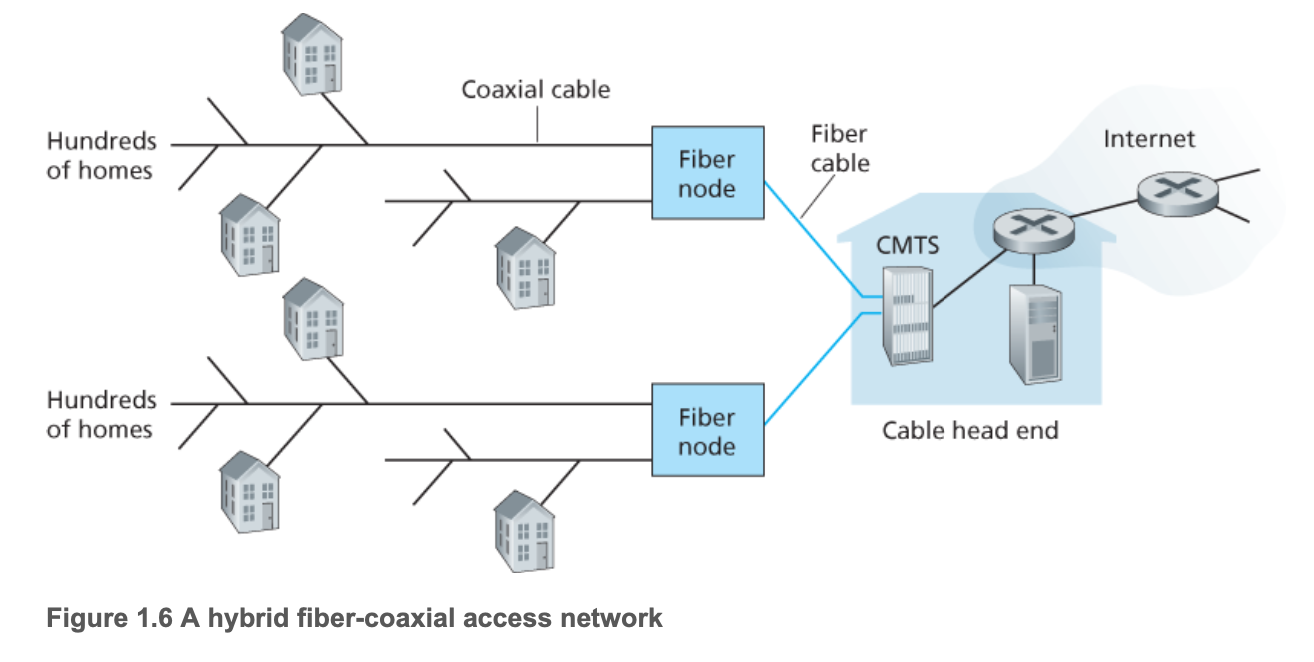 Coaxial cable
Hundreds
of homes
Fiber
node
Fiber
cable
Internet
CMTS
Hundreds
of homes
Fiber
node
Cable head end
Figure 1.6 A hybrid fiber-coaxial access network